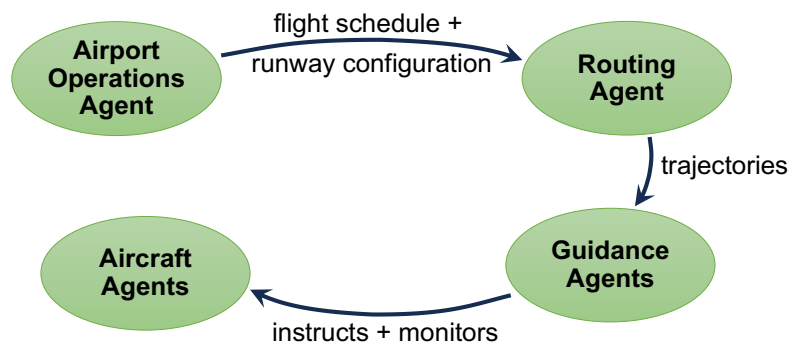 Airport
Operations
Agent
flight schedule +
runway configuration
Routing
Agent
trajectories
Guidance
Agents
instructs + monitors
Aircraft
Agents